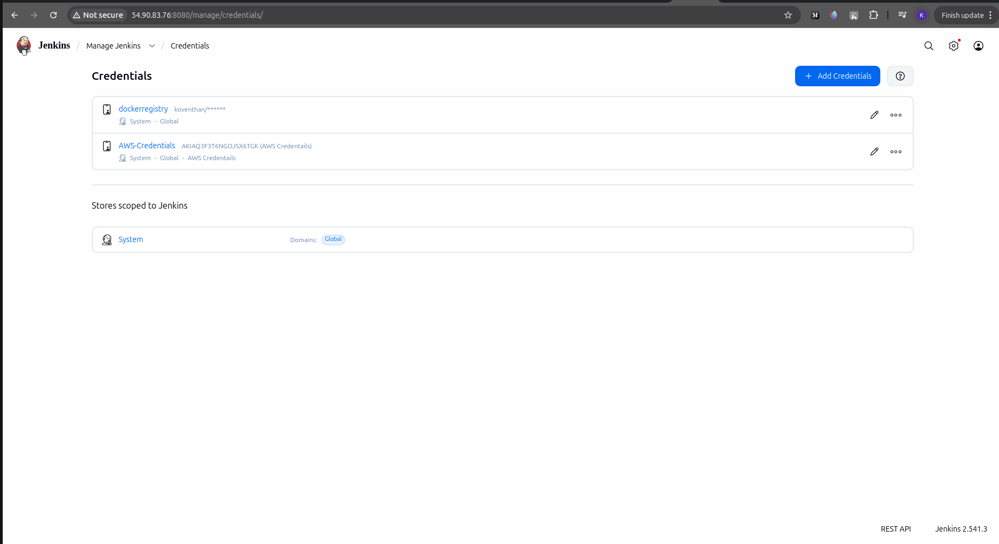 Not secure 54.90.83.76:8080/manage/credentials/ M K Finish update
Jenkins / Manage Jenkins / Credentials
Credentials
+ Add Credentials
dockerregistry koventhan/******
System - Global
AWS-Credentials AKIAQ3F3T6NGOJSX6TGK (AWS Credentails)
System - Global - AWS Credentails
Stores scoped to Jenkins
System Domains: Global
REST API Jenkins 2.541.3